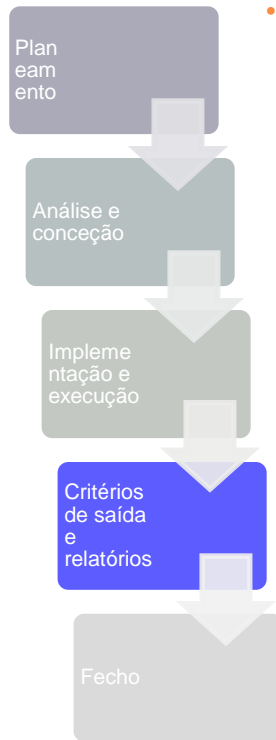 Plan
eam
ento
Análise e
conceção
Impleme
ntação e
execução
Critérios
de saída
e
relatórios
Fecho